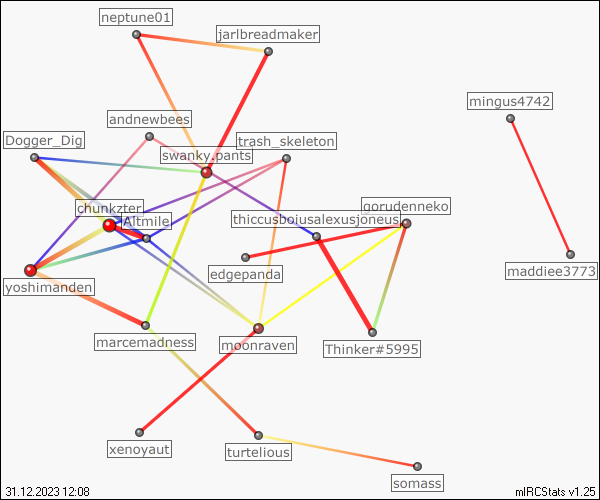 neptune01
jarlbreadmaker
mingus4742
andnewbees
Dogger_Dig
trash_skeleton
swanky.pants
chunkzter
gorudenneko
thiccusboiusalexusjoneus
Altmile
edgepanda
maddiee3773
yoshimanden
marcemadness
moonraven
Thinker#5995
xenoyaut
turtelious
somass
31.12.2023 12:08
mIRCStats v1.25